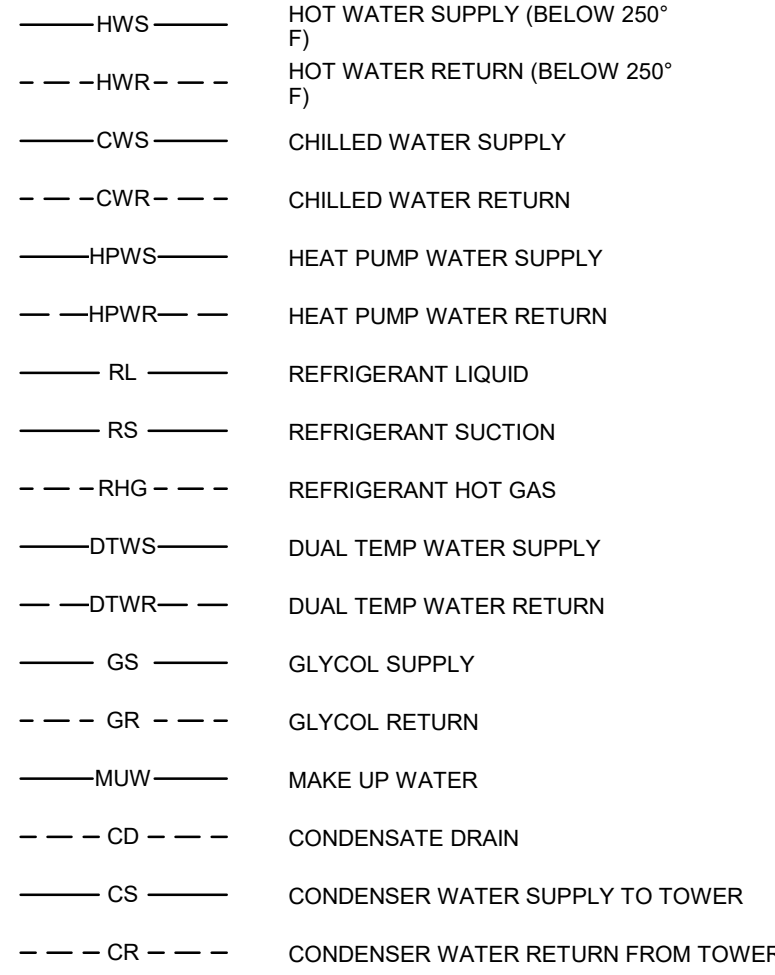 HWS HOT WATER SUPPLY (BELOW 250°
F)
HWR HOT WATER RETURN (BELOW 250°
F)
CWS CHILLED WATER SUPPLY
CWR CHILLED WATER RETURN
HPWS HEAT PUMP WATER SUPPLY
HPWR HEAT PUMP WATER RETURN
RL REFRIGERANT LIQUID
RS REFRIGERANT SUCTION
RHG REFRIGERANT HOT GAS
DTWS DUAL TEMP WATER SUPPLY
DTWR DUAL TEMP WATER RETURN
GS GLYCOL SUPPLY
GR GLYCOL RETURN
MUW MAKE UP WATER
CD CONDENSATE DRAIN
CS CONDENSER WATER SUPPLY TO TOWER
CR CONDENSER WATER RETURN FROM TOWER